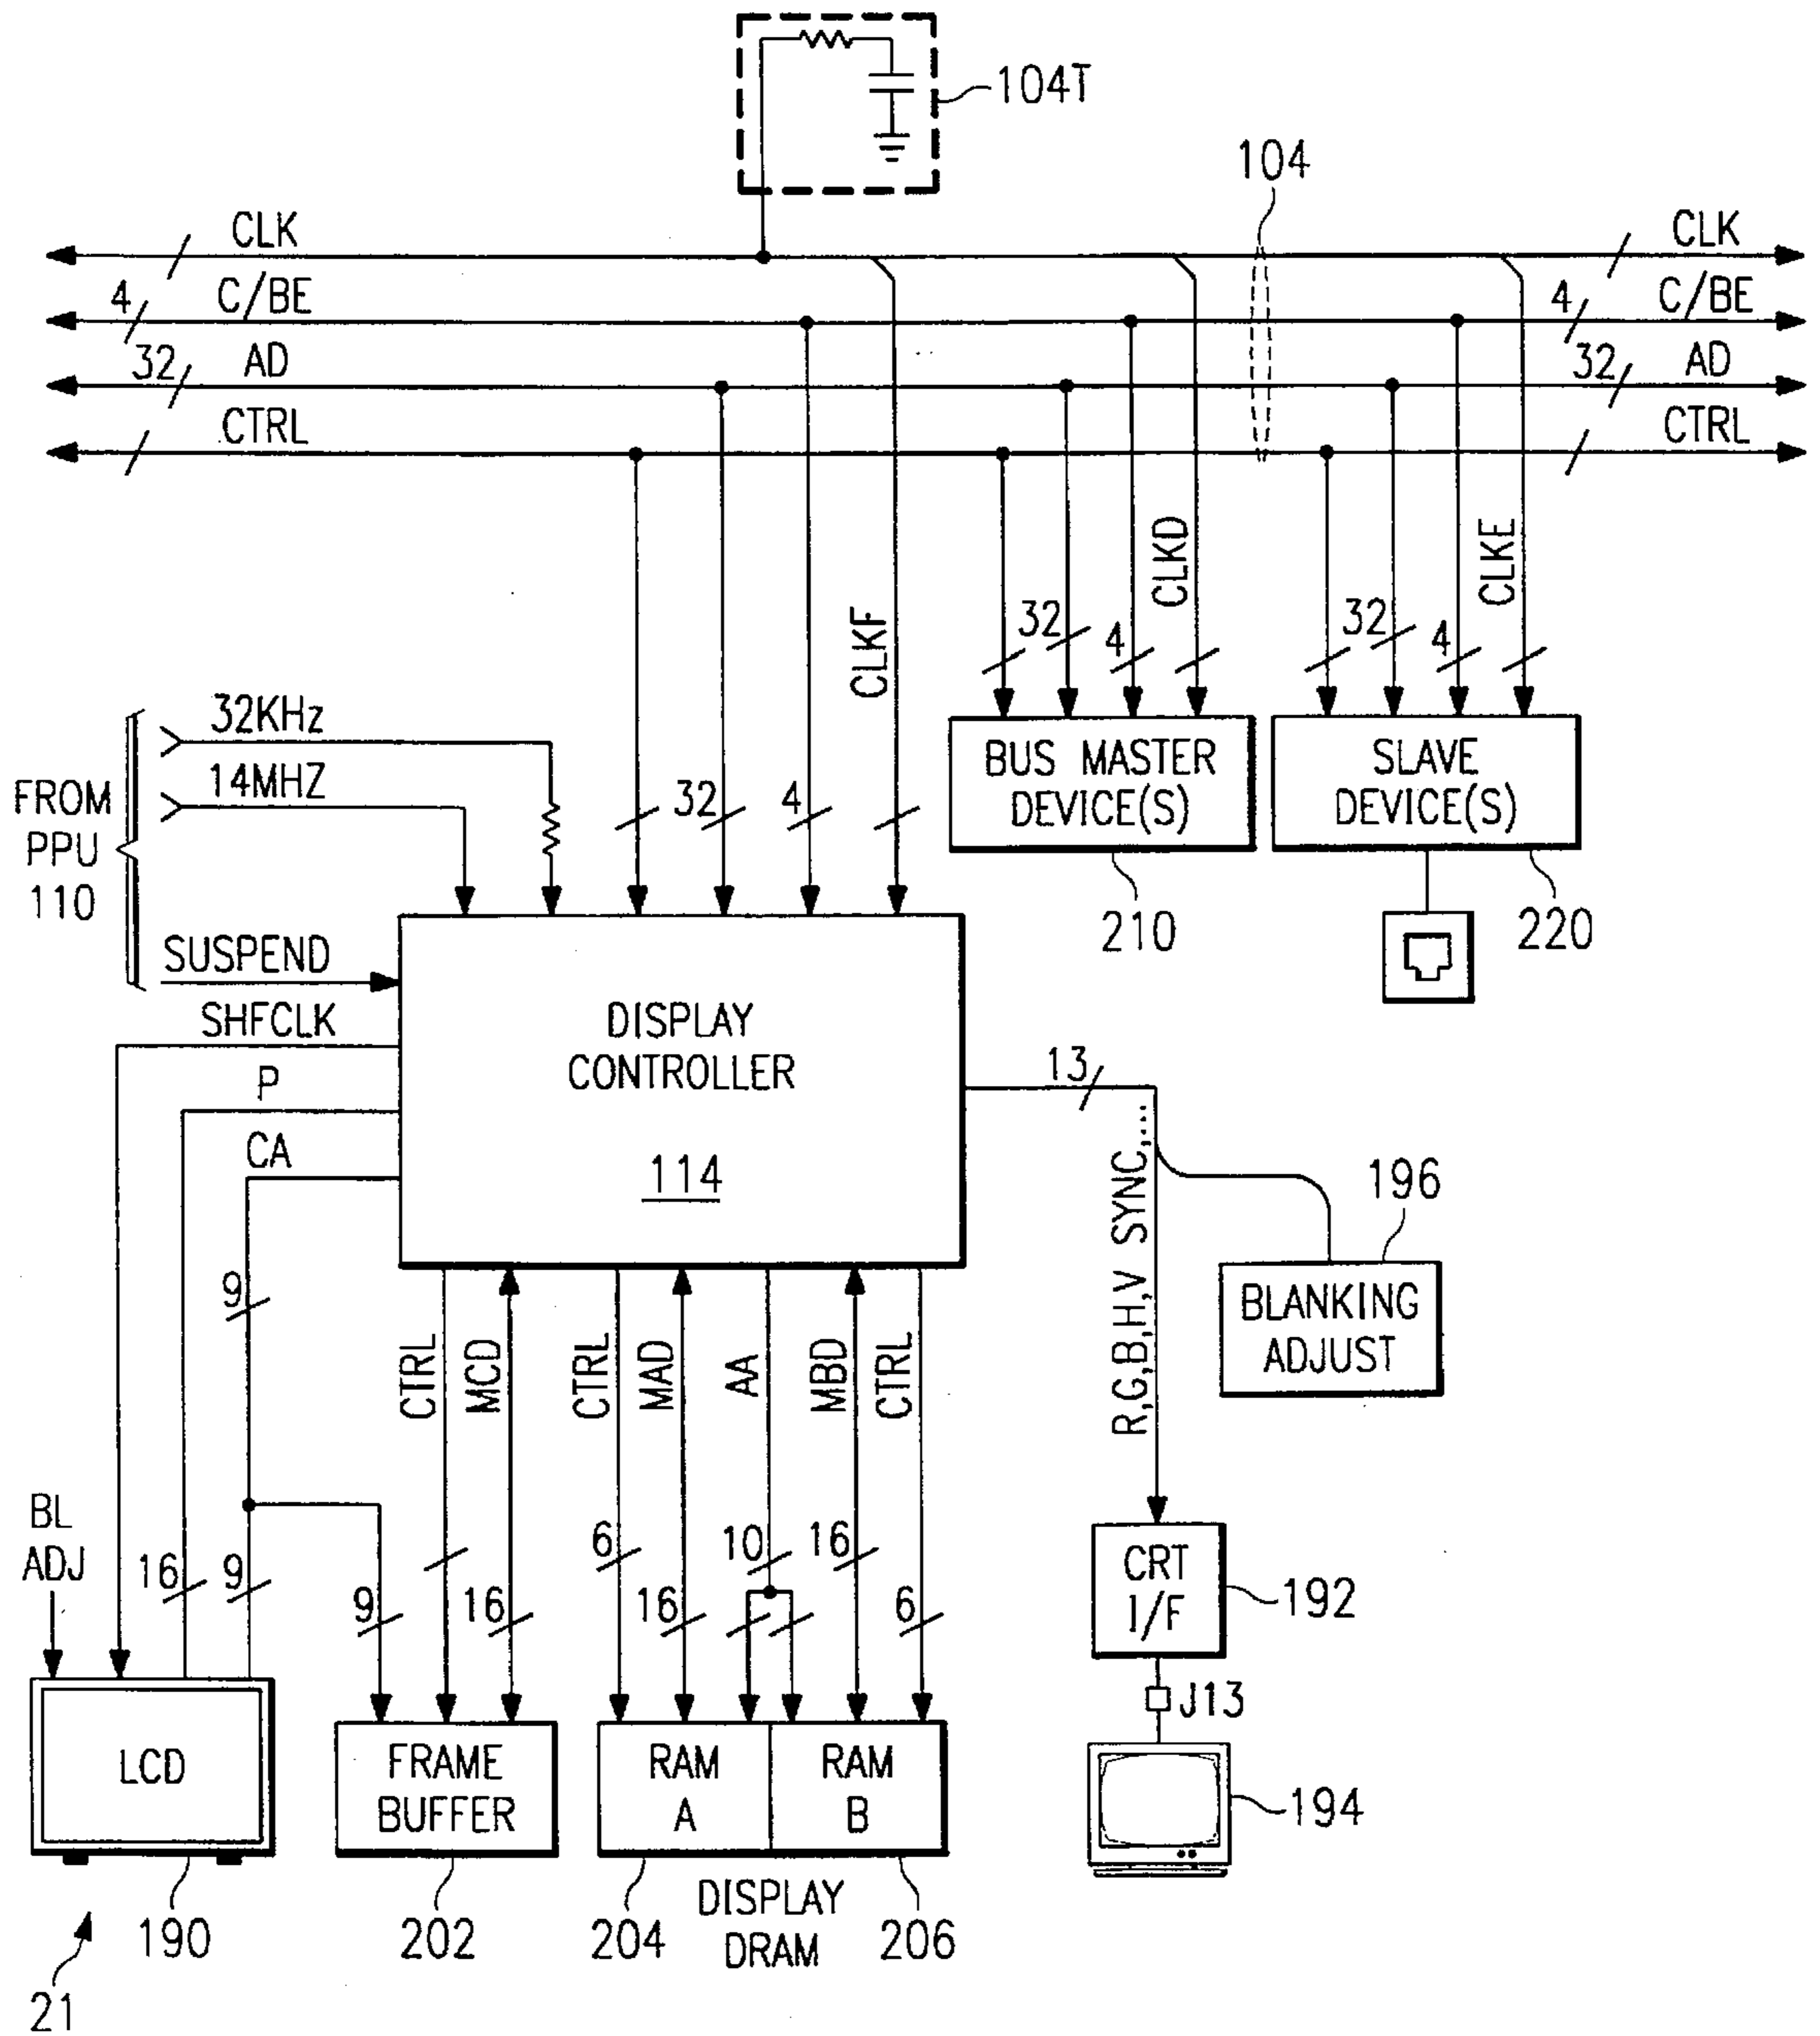 104T
104
CLK
CLK
4
C/BE
4
C/BE
32
AD
32
AD
CTRL
CTRL
CLKF
32
4
CLKD
32
4
CLKE
FROM
PPU
110
32KHz
14MHZ
32
4
BUS MASTER
DEVICE(S)
SLAVE
DEVICE(S)
210
220
SUSPEND
SHFCLK
P
CA
DISPLAY
CONTROLLER
114
13
R,G,B,H,V SYNC,...
196
BLANKING
ADJUST
9
CTRL
MCD
CTRL
MAD
AA
MBD
CTRL
BL
ADJ
16
9
9
16
6
16
10
16
6
CRT
I/F
192
J13
LCD
FRAME
BUFFER
RAM
A
RAM
B
194
190
202
204
DISPLAY
DRAM
206
21